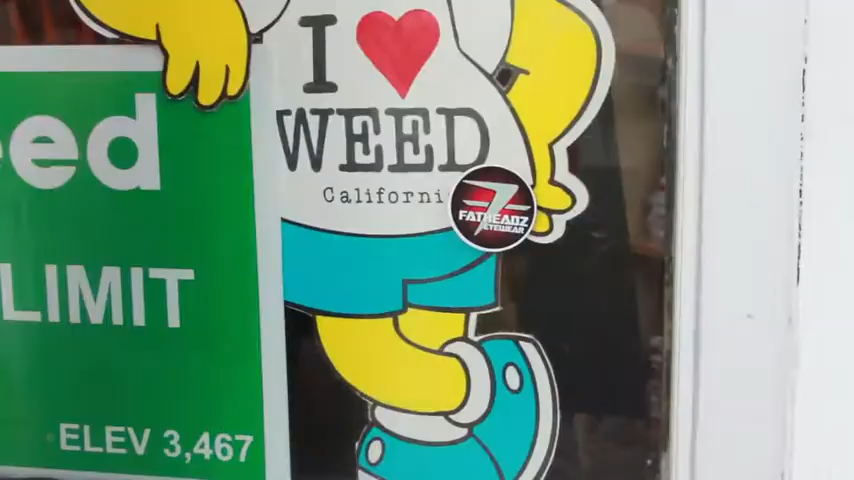 I ❤
WEED
Californi
FATHEADZ
EYEWEAR
eed
LIMIT
ELEV 3,467